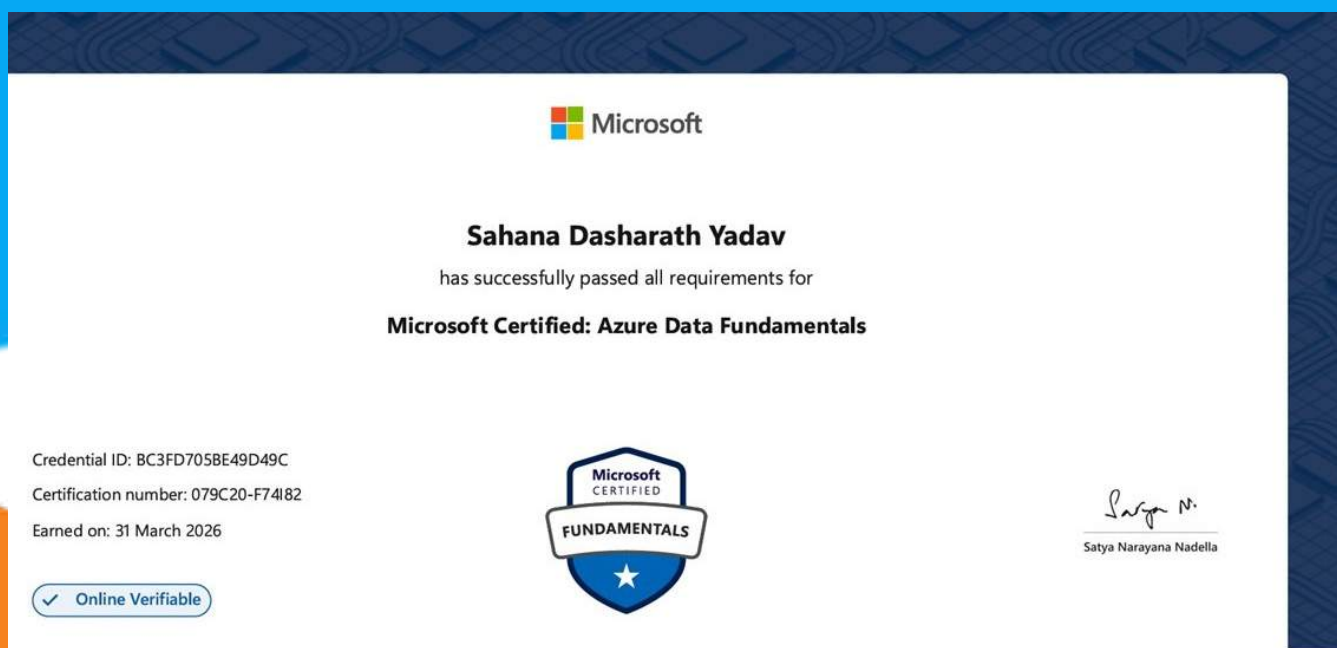 Microsoft
Sahana Dasharath Yadav
has successfully passed all requirements for
Microsoft Certified: Azure Data Fundamentals
Credential ID: BC3FD705BE49D49C
Certification number: 079C20-F74I82
Earned on: 31 March 2026
Online Verifiable
Microsoft
CERTIFIED
FUNDAMENTALS
Satya N.
Satya Narayana Nadella